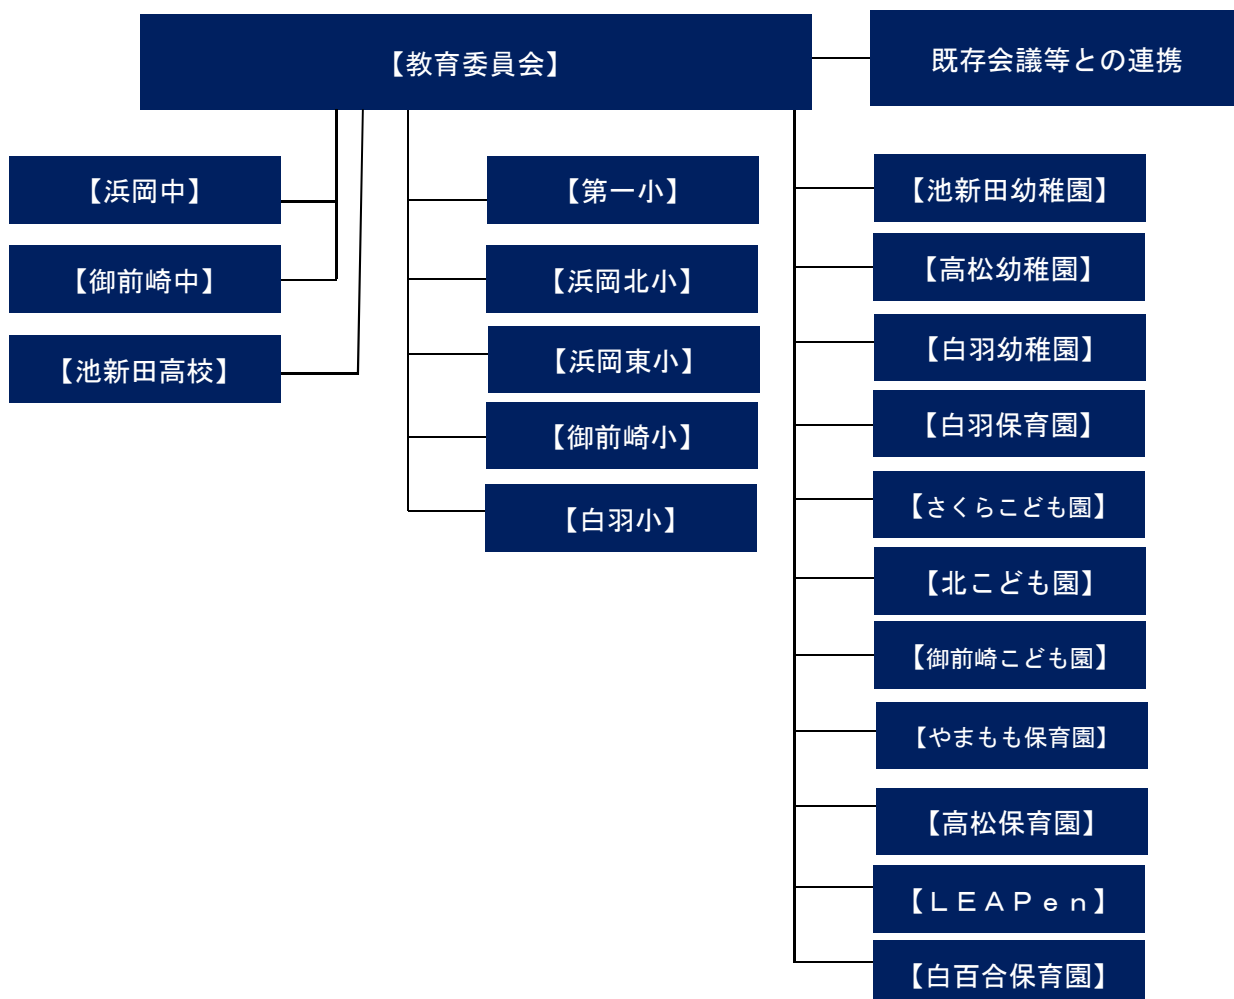 【教育委員会】
既存会議等との連携
【浜岡中】
【御前崎中】
【池新田高校】
【第一小】
【浜岡北小】
【浜岡東小】
【御前崎小】
【白羽小】
【池新田幼稚園】
【高松幼稚園】
【白羽幼稚園】
【白羽保育園】
【さくらこども園】
【北こども園】
【御前崎こども園】
【やまもも保育園】
【高松保育園】
【ＬＥＡＰｅｎ】
【白百合保育園】